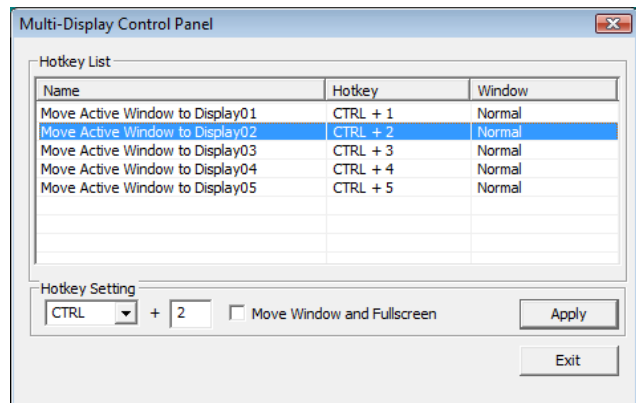 Multi-Display Control Panel
Hotkey List
Name Hotkey Window
Move Active Window to Display01 CTRL + 1 Normal
Move Active Window to Display02 CTRL + 2 Normal
Move Active Window to Display03 CTRL + 3 Normal
Move Active Window to Display04 CTRL + 4 Normal
Move Active Window to Display05 CTRL + 5 Normal
Hotkey Setting
CTRL + 2 Move Window and Fullscreen Apply
Exit